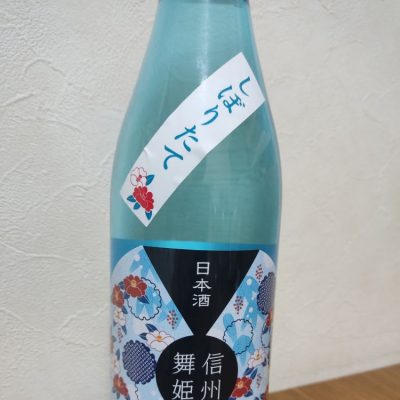 しぼりたて
日本酒
信州
舞姫